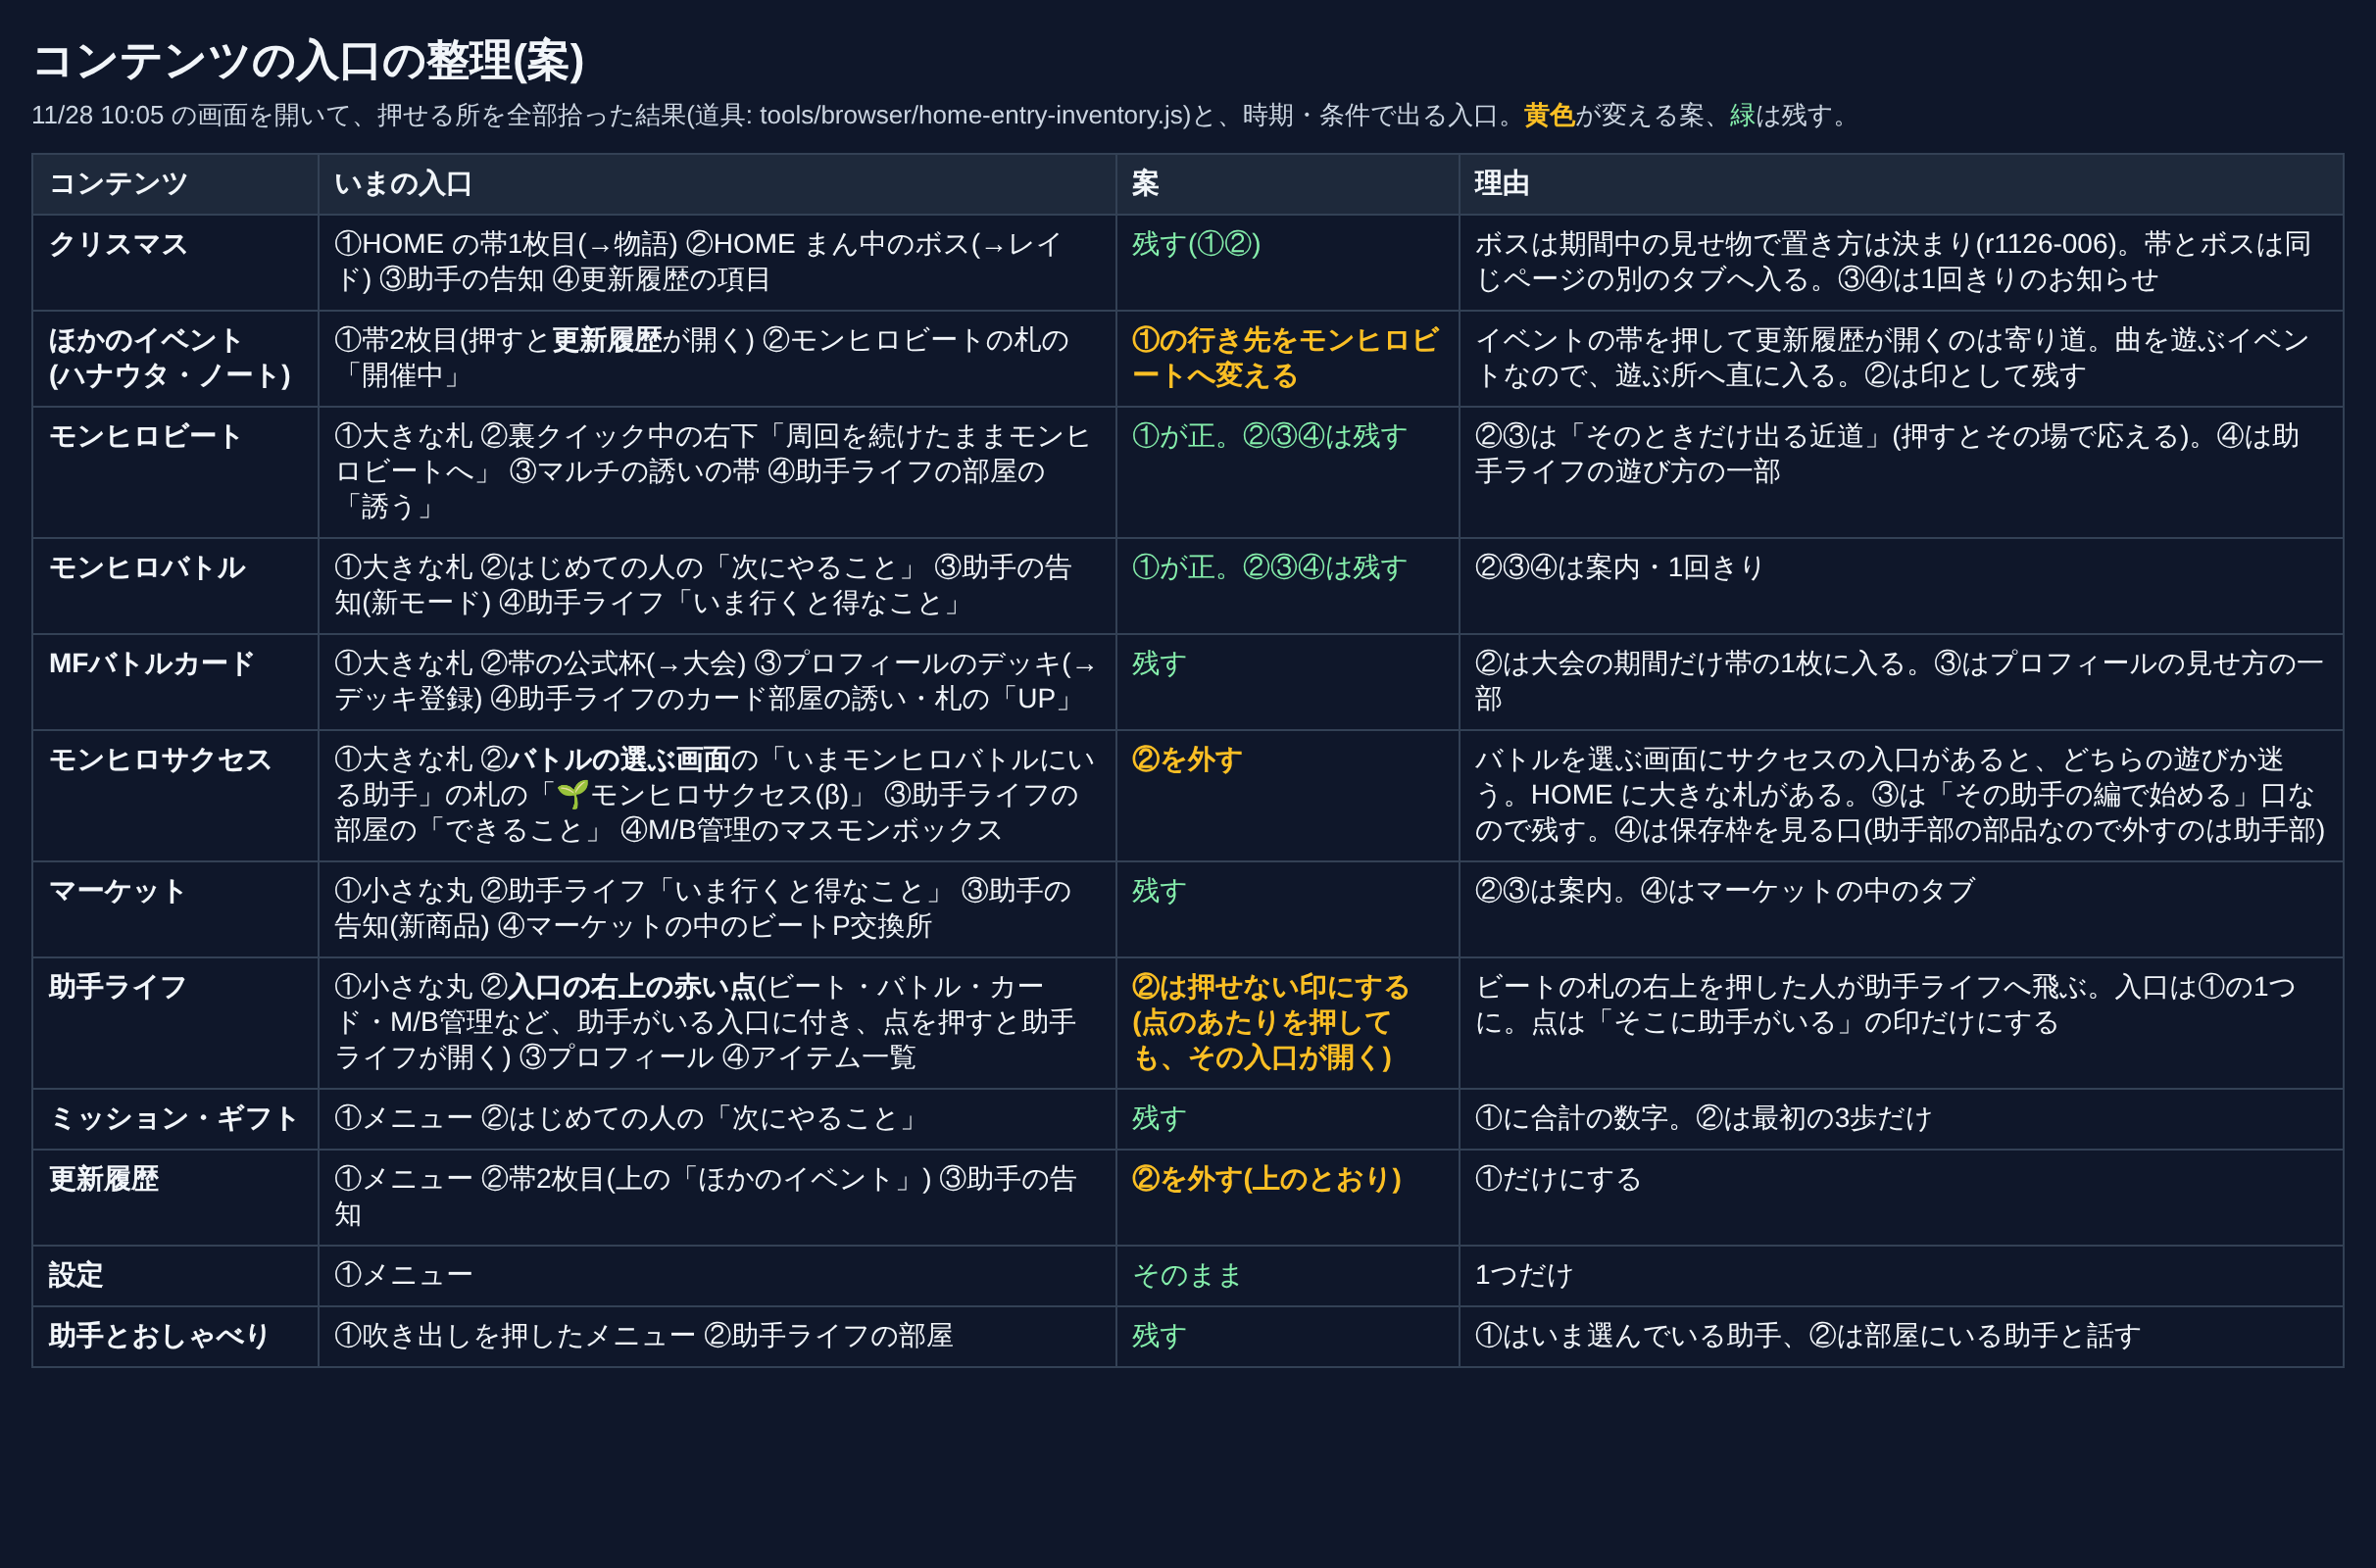 コンテンツの入口の整理(案)
11/28 10:05 の画面を開いて、押せる所を全部拾った結果(道具: tools/browser/home-entry-inventory.js)と、時期・条件で出る入口。黄色が変える案、緑は残す。
コンテンツ
いまの入口
案
理由
クリスマス
①HOME の帯1枚目(→物語) ②HOME まん中のボス(→レイ
ド) ③助手の告知 ④更新履歴の項目
残す(①②)
ボスは期間中の見せ物で置き方は決まり(r1126-006)。帯とボスは同
じページの別のタブへ入る。③④は1回きりのお知らせ
ほかのイベント
(ハナウタ・ノート)
①帯2枚目(押すと更新履歴が開く) ②モンヒロビートの札の
「開催中」
①の行き先をモンヒロビ
ートへ変える
イベントの帯を押して更新履歴が開くのは寄り道。曲を遊ぶイベン
トなので、遊ぶ所へ直に入る。②は印として残す
モンヒロビート
①大きな札 ②裏クイック中の右下「周回を続けたままモンヒ
ロビートへ」 ③マルチの誘いの帯 ④助手ライフの部屋の
「誘う」
①が正。②③④は残す
②③は「そのときだけ出る近道」(押すとその場で応える)。④は助
手ライフの遊び方の一部
モンヒロバトル
①大きな札 ②はじめての人の「次にやること」 ③助手の告
知(新モード) ④助手ライフ「いま行くと得なこと」
①が正。②③④は残す
②③④は案内・1回きり
MFバトルカード
①大きな札 ②帯の公式杯(→大会) ③プロフィールのデッキ(→
デッキ登録) ④助手ライフのカード部屋の誘い・札の「UP」
残す
②は大会の期間だけ帯の1枚に入る。③はプロフィールの見せ方の一
部
モンヒロサクセス
①大きな札 ②バトルの選ぶ画面の「いまモンヒロバトルにい
る助手」の札の「🌱モンヒロサクセス(β)」 ③助手ライフの
部屋の「できること」 ④M/B管理のマスモンボックス
②を外す
バトルを選ぶ画面にサクセスの入口があると、どちらの遊びか迷
う。HOME に大きな札がある。③は「その助手の編で始める」口な
ので残す。④は保存枠を見る口(助手部の部品なので外すのは助手部)
マーケット
①小さな丸 ②助手ライフ「いま行くと得なこと」 ③助手の
告知(新商品) ④マーケットの中のビートP交換所
残す
②③は案内。④はマーケットの中のタブ
助手ライフ
①小さな丸 ②入口の右上の赤い点(ビート・バトル・カー
ド・M/B管理など、助手がいる入口に付き、点を押すと助手
ライフが開く) ③プロフィール ④アイテム一覧
②は押せない印にする
(点のあたりを押して
も、その入口が開く)
ビートの札の右上を押した人が助手ライフへ飛ぶ。入口は①の1つ
に。点は「そこに助手がいる」の印だけにする
ミッション・ギフト
①メニュー ②はじめての人の「次にやること」
残す
①に合計の数字。②は最初の3歩だけ
更新履歴
①メニュー ②帯2枚目(上の「ほかのイベント」) ③助手の告
知
②を外す(上のとおり)
①だけにする
設定
①メニュー
そのまま
1つだけ
助手とおしゃべり
①吹き出しを押したメニュー ②助手ライフの部屋
残す
①はいま選んでいる助手、②は部屋にいる助手と話す